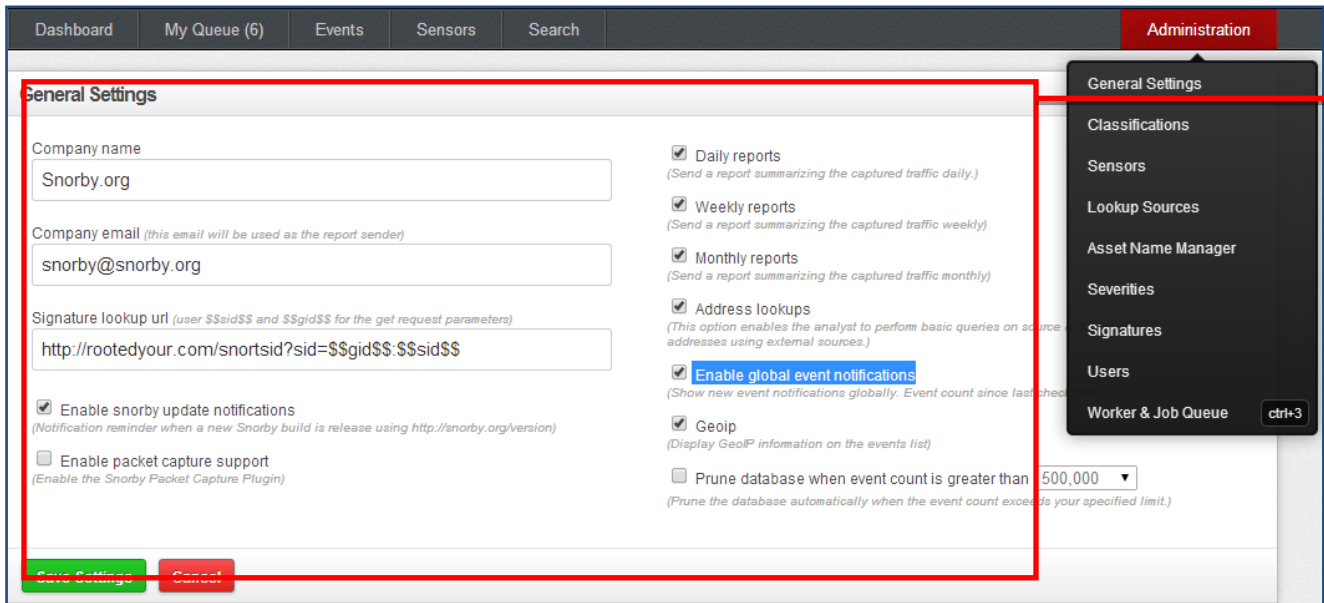 Dashboard
My Queue (6)
Events
Sensors
Search
Administration
General Settings
Company name
Snorby.org
Company email (this email will be used as the report sender)
snorby@snorby.org
Signature lookup url (user $$sid$$ and $$gid$$ for the get request parameters)
http://rootedyour.com/snortsid?sid=$$gid$$:$$sid$$
Enable snorby update notifications
(Notification reminder when a new Snorby build is release using http://snorby.org/version)
Enable packet capture support
(Enable the Snorby Packet Capture Plugin)
Daily reports
(Send a report summarizing the captured traffic daily.)
Weekly reports
(Send a report summarizing the captured traffic weekly)
Monthly reports
(Send a report summarizing the captured traffic monthly)
Address lookups
(This option enables the analyst to perform basic queries on source
addresses using external sources.)
Enable global event notifications
(Show new event notifications globally. Event count since last check
Geoip
(Display GeoIP information on the events list)
Prune database when event count is greater than 500,000
(Prune the database automatically when the event count exceeds your specified limit.)
Save Settings
Cancel
General Settings
Classifications
Sensors
Lookup Sources
Asset Name Manager
Severities
Signatures
Users
Worker & Job Queue ctrl+3